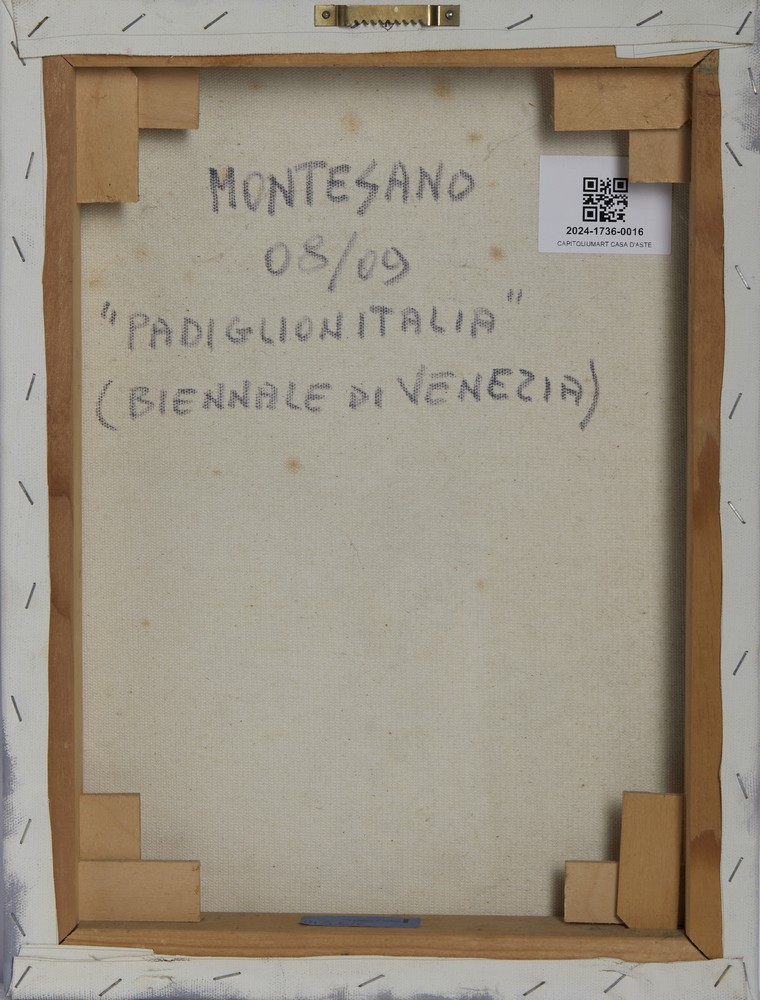 MONTESANO
08/09
"PADIGLIONITALIA"
(BIENNALE DI VENEZIA)
2024-1736-0016
CAPITOLIUMART CASA D'ASTE